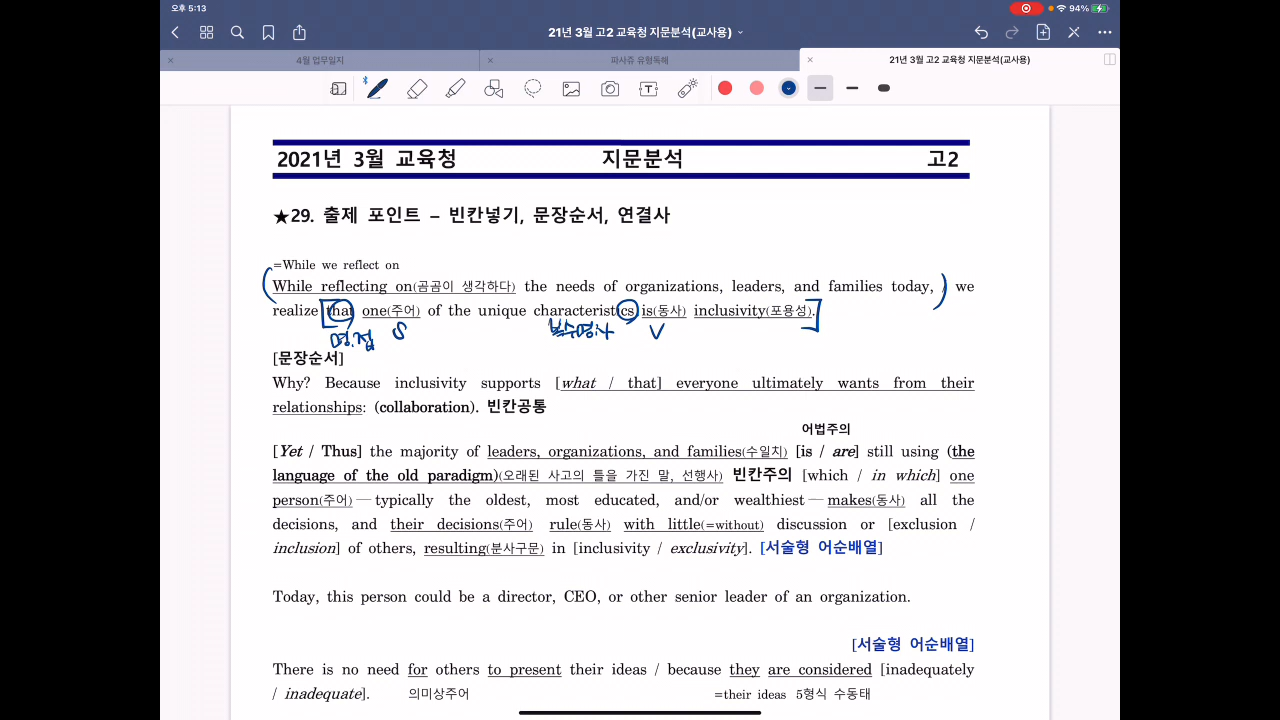 오후 5:13
94%
21년 3월 고2 교육청 지문분석(교사용)
4월 업무일지
파사쥬 유형독해
21년 3월 고2 교육청 지문분석(교사용)
2021년 3월 교육청 지문분석 고2
★29. 출제 포인트 – 빈칸넣기, 문장순서, 연결사
=While we reflect on
(While reflecting on(곰곰이 생각하다) the needs of organizations, leaders, and families today,) we
realize [that one(주어) of the unique characteristics is(동사) inclusivity(포용성).]
명.접 S 복수명사 V
[문장순서]
Why? Because inclusivity supports [what / that] everyone ultimately wants from their
relationships: (collaboration). 빈칸공통
어법주의
[Yet / Thus] the majority of leaders, organizations, and families(수일치) [is / are] still using (the
language of the old paradigm)(오래된 사고의 틀을 가진 말, 선행사) 빈칸주의 [which / in which] one
person(주어) — typically the oldest, most educated, and/or wealthiest — makes(동사) all the
decisions, and their decisions(주어) rule(동사) with little(=without) discussion or [exclusion /
inclusion] of others, resulting(분사구문) in [inclusivity / exclusivity]. [서술형 어순배열]
Today, this person could be a director, CEO, or other senior leader of an organization.
[서술형 어순배열]
There is no need for others to present their ideas / because they are considered [inadequately
/ inadequate]. 의미상주어 =their ideas 5형식 수동태